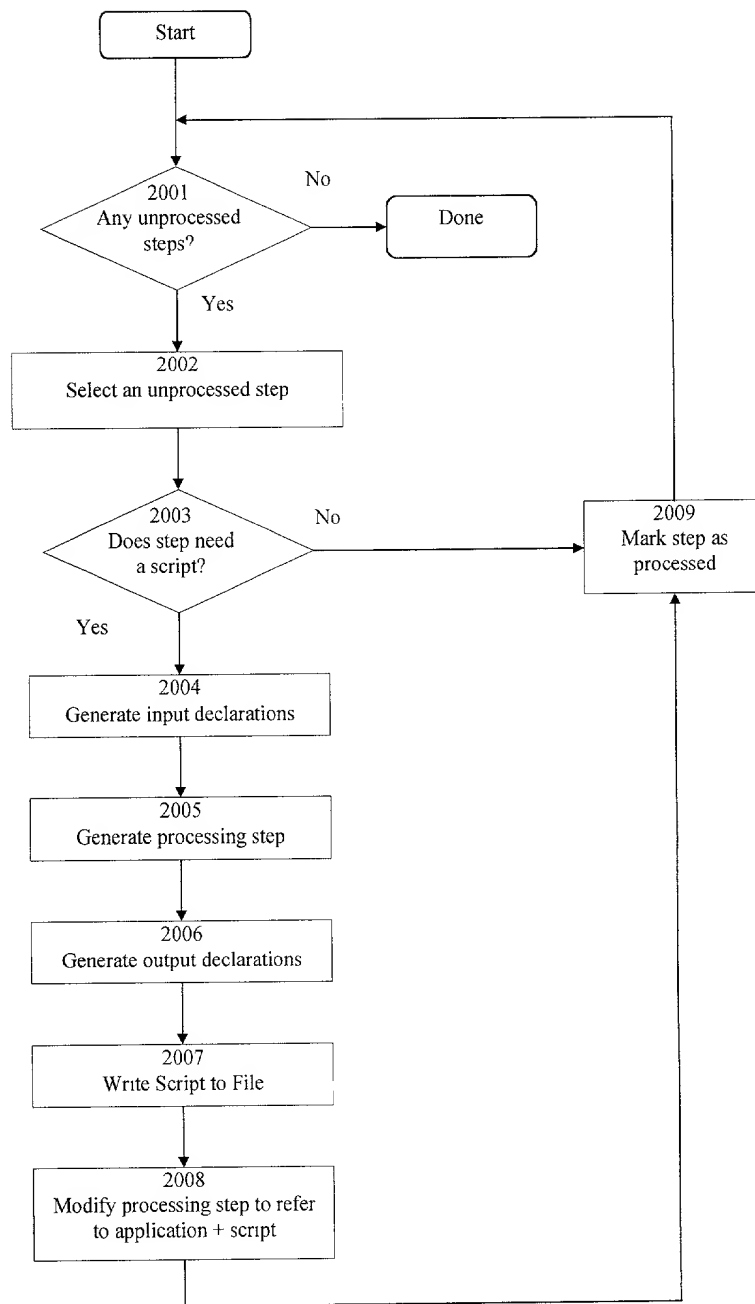 Start
2001
Any unprocessed
steps?
No
Done
Yes
2002
Select an unprocessed step
2003
Does step need
a script?
No
2009
Mark step as
processed
Yes
2004
Generate input declarations
2005
Generate processing step
2006
Generate output declarations
2007
Write Script to File
2008
Modify processing step to refer
to application + script